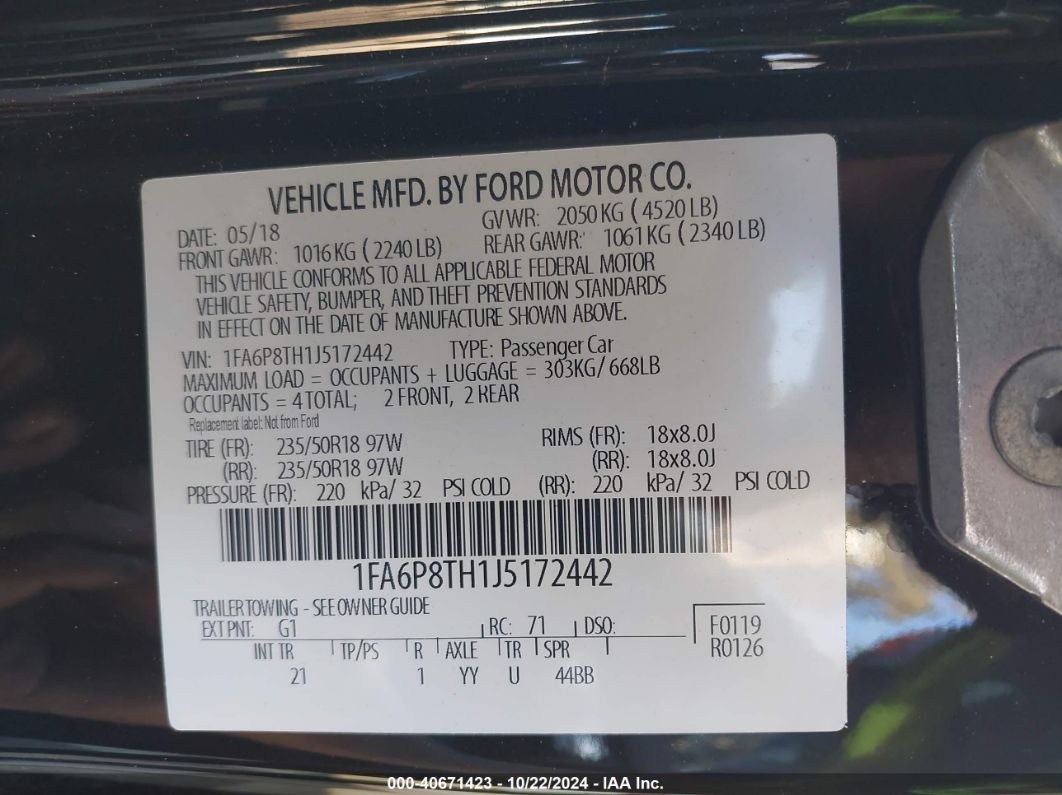 VEHICLE MFD. BY FORD MOTOR CO.
DATE: 05/18 GVWR: 2050 KG ( 4520 LB)
FRONT GAWR: 1016 KG ( 2240 LB) REAR GAWR: 1061 KG ( 2340 LB)
THIS VEHICLE CONFORMS TO ALL APPLICABLE FEDERAL MOTOR
VEHICLE SAFETY, BUMPER, AND THEFT PREVENTION STANDARDS
IN EFFECT ON THE DATE OF MANUFACTURE SHOWN ABOVE.
VIN: 1FA6P8TH1J5172442 TYPE: Passenger Car
MAXIMUM LOAD = OCCUPANTS + LUGGAGE = 303KG/ 668LB
OCCUPANTS = 4 TOTAL; 2 FRONT, 2 REAR
Replacement label: Not from Ford
TIRE (FR): 235/50R18 97W RIMS (FR): 18x8.0J
(RR): 235/50R18 97W (RR): 18x8.0J
PRESSURE (FR): 220 kPa/ 32 PSI COLD (RR): 220 kPa/ 32 PSI COLD
1FA6P8TH1J5172442
TRAILER TOWING - SEE OWNER GUIDE
EXT PNT: G1 RC: 71 DSO: F0119
INT TR TP/PS R AXLE TR SPR R0126
21 1 YY U 44BB
000-40671423 - 10/22/2024 - IAA Inc.